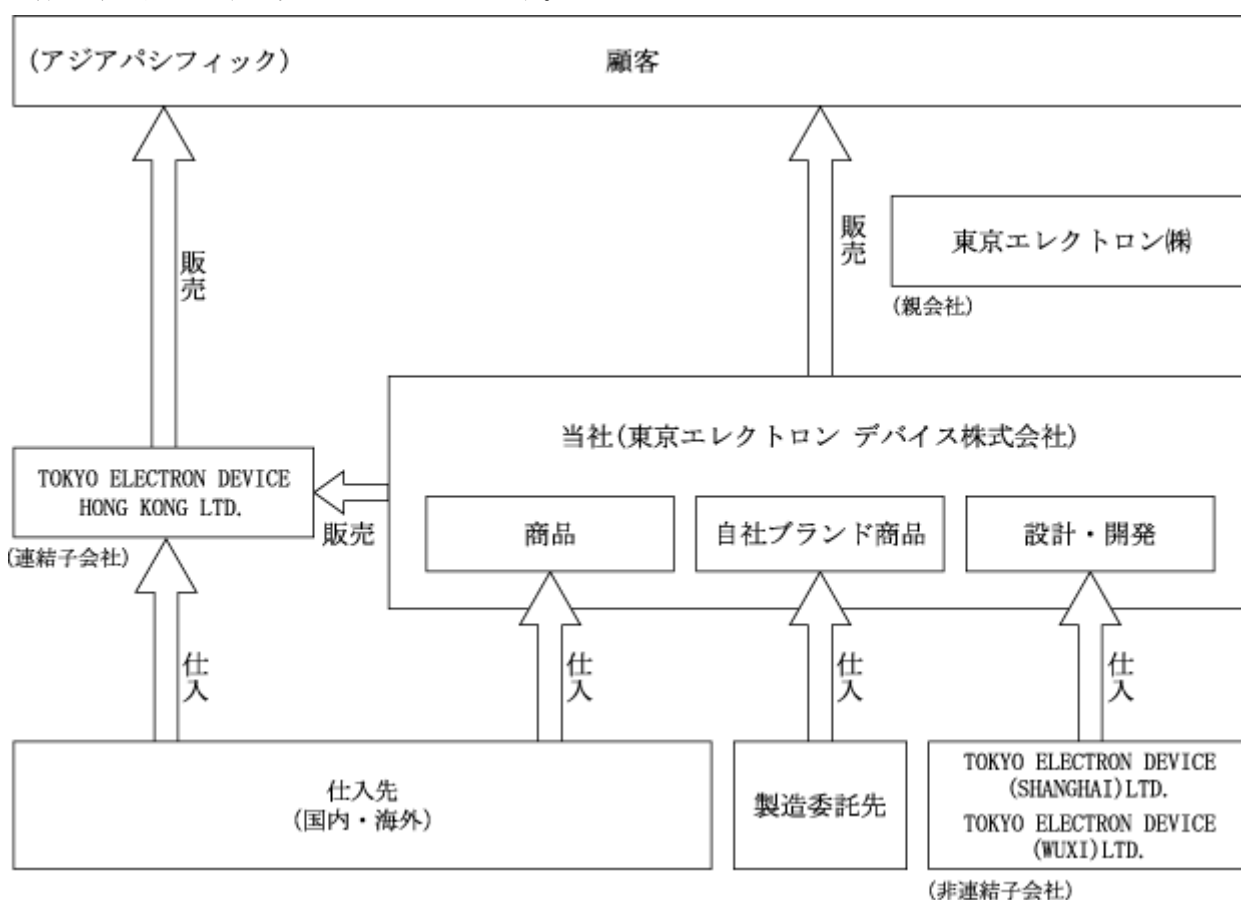 (アジアパシフィック)
顧客
販売
販売
東京エレクトロン㈱
(親会社)
当社(東京エレクトロン デバイス株式会社)
TOKYO ELECTRON DEVICE
HONG KONG LTD.
(連結子会社)
販売
商品
自社ブランド商品
設計・開発
仕入
仕入
仕入
仕入
仕入先
(国内・海外)
製造委託先
TOKYO ELECTRON DEVICE
(SHANGHAI)LTD.
TOKYO ELECTRON DEVICE
(WUXI)LTD.
(非連結子会社)